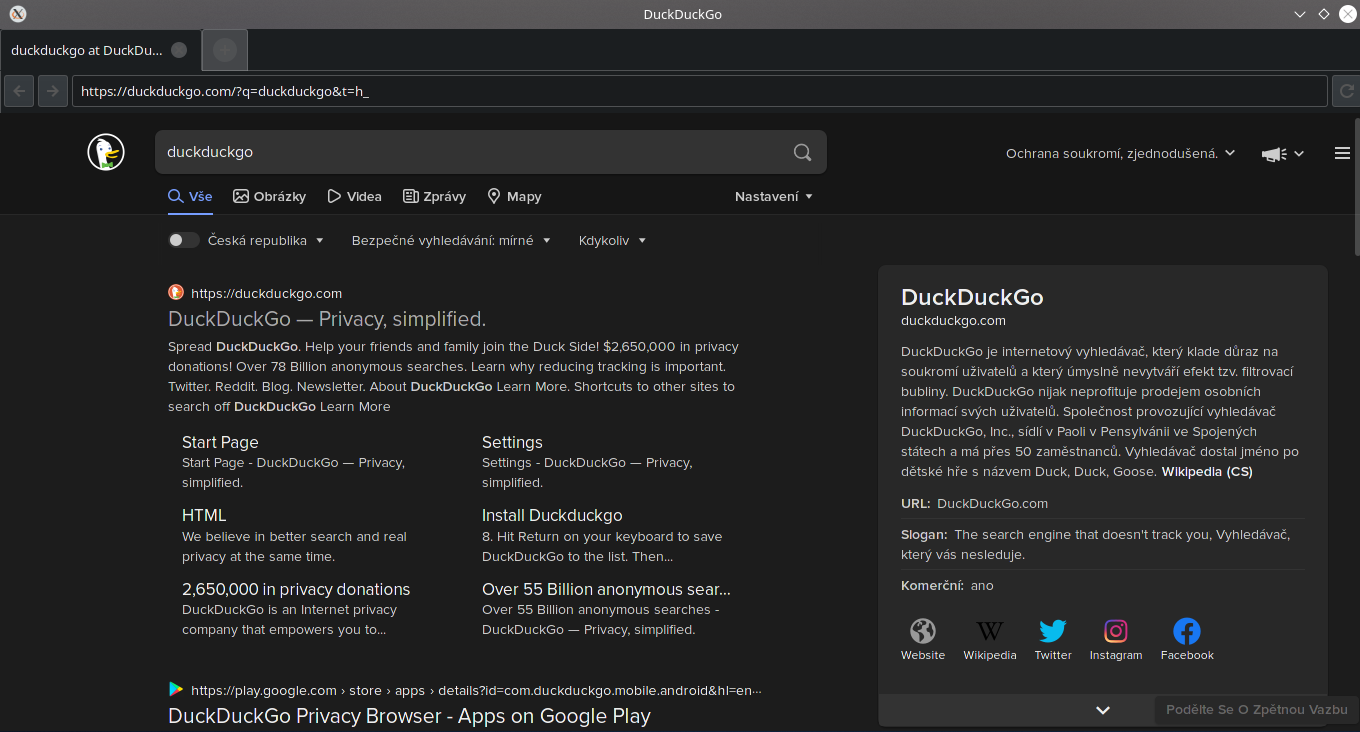 DuckDuckGo
duckduckgo at DuckDu...
https://duckduckgo.com/?q=duckduckgo&t=h_
duckduckgo
Ochrana soukromí, zjednodušená.
Vše Obrázky Videa Zprávy Mapy Nastavení
Česká republika Bezpečné vyhledávání: mírné Kdykoliv
https://duckduckgo.com
DuckDuckGo — Privacy, simplified.
Spread DuckDuckGo. Help your friends and family join the Duck Side! $2,650,000 in privacy
donations! Over 78 Billion anonymous searches. Learn why reducing tracking is important.
Twitter. Reddit. Blog. Newsletter. About DuckDuckGo Learn More. Shortcuts to other sites to
search off DuckDuckGo Learn More
Start Page
Start Page - DuckDuckGo — Privacy,
simplified.
Settings
Settings - DuckDuckGo — Privacy,
simplified.
HTML
We believe in better search and real
privacy at the same time.
Install Duckduckgo
8. Hit Return on your keyboard to save
DuckDuckGo to the list. Then...
2,650,000 in privacy donations
DuckDuckGo is an Internet privacy
company that empowers you to...
Over 55 Billion anonymous sear...
Over 55 Billion anonymous searches -
DuckDuckGo — Privacy, simplified.
https://play.google.com › store › apps › details?id=com.duckduckgo.mobile.android&hl=en...
DuckDuckGo Privacy Browser - Apps on Google Play
DuckDuckGo
duckduckgo.com
DuckDuckGo je internetový vyhledávač, který klade důraz na
soukromí uživatelů a který úmyslně nevytváří efekt tzv. filtrovací
bubliny. DuckDuckGo nijak neprofituje prodejem osobních
informací svých uživatelů. Společnost provozující vyhledávač
DuckDuckGo, Inc., sídlí v Paoli v Pensylvánii ve Spojených
státech a má přes 50 zaměstnanců. Vyhledávač dostal jméno po
dětské hře s názvem Duck, Duck, Goose. Wikipedia (CS)
URL: DuckDuckGo.com
Slogan: The search engine that doesn't track you, Vyhledávač,
který vás nesleduje.
Komerční: ano
W
Website Wikipedia Twitter Instagram Facebook
Podělte Se O Zpětnou Vazbu